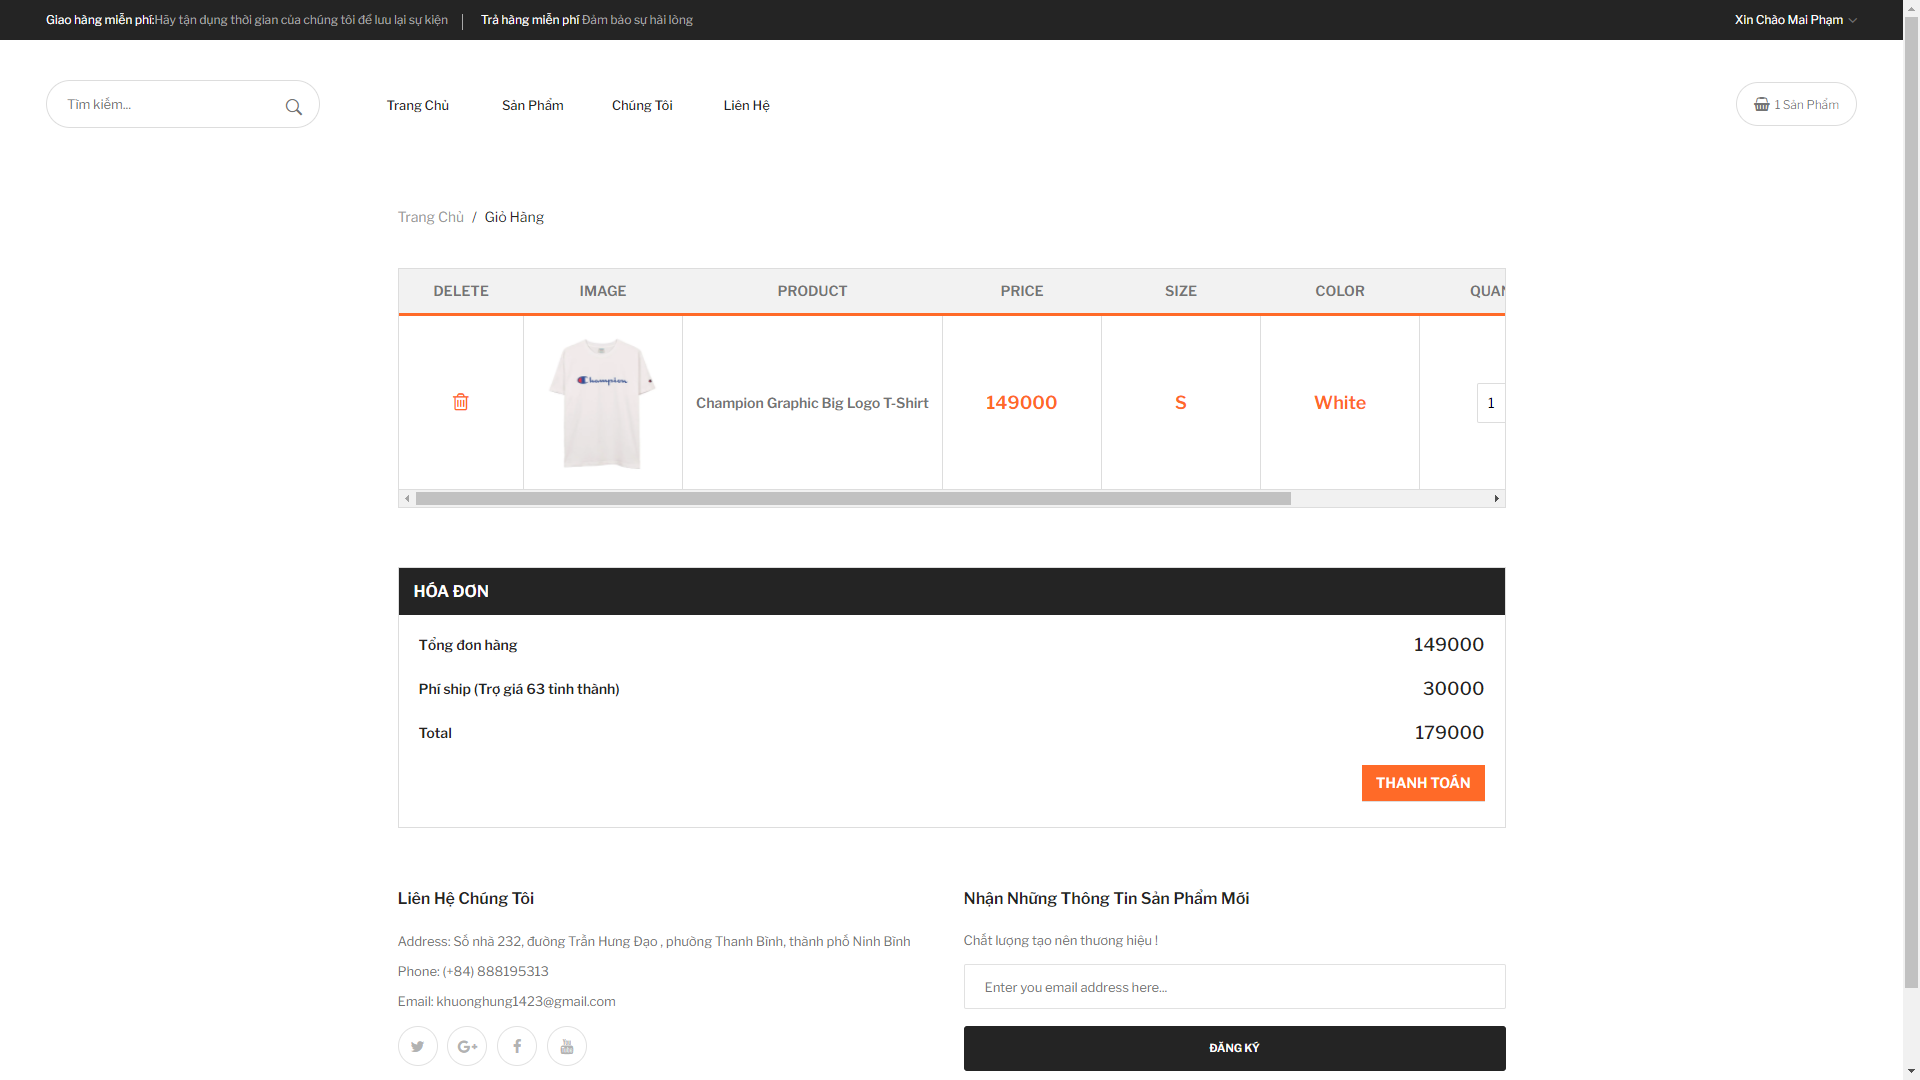 Giao hàng miễn phí:Hãy tận dụng thời gian của chúng tôi để lưu lại sự kiện
Trả hàng miễn phí Đảm bảo sự hài lòng
Xin Chào Mai Phạm
Tìm kiếm...
Trang Chủ
Sản Phẩm
Chúng Tôi
Liên Hệ
1 Sản Phẩm
Trang Chủ / Giỏ Hàng
DELETE IMAGE PRODUCT PRICE SIZE COLOR QUAN
Champion
Champion Graphic Big Logo T-Shirt 149000 S White 1
HÓA ĐƠN
Tổng đơn hàng 149000
Phí ship (Trợ giá 63 tỉnh thành) 30000
Total 179000
THANH TOÁN
Liên Hệ Chúng Tôi
Address: Số nhà 232, đường Trần Hưng Đạo , phường Thanh Bình, thành phố Ninh Bình
Phone: (+84) 888195313
Email: khuonghung1423@gmail.com
Nhận Những Thông Tin Sản Phẩm Mới
Chất lượng tạo nên thương hiệu !
Enter you email address here...
ĐĂNG KÝ